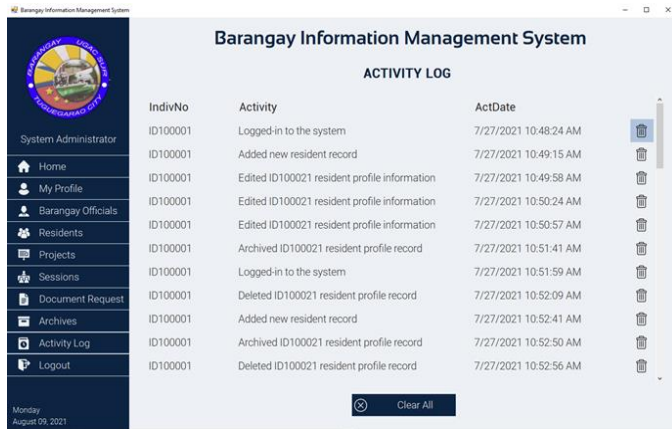 Barangay Information Management System
BARANGAY UGAC SUR
TUGUEGARAO CITY
System Administrator
Home
My Profile
Barangay Officials
Residents
Projects
Sessions
Document Request
Archives
Activity Log
Logout
Monday
August 09, 2021
Barangay Information Management System
ACTIVITY LOG
IndivNo Activity ActDate
ID100001 Logged-in to the system 7/27/2021 10:48:24 AM
ID100001 Added new resident record 7/27/2021 10:49:15 AM
ID100001 Edited ID100021 resident profile information 7/27/2021 10:49:58 AM
ID100001 Edited ID100021 resident profile information 7/27/2021 10:50:24 AM
ID100001 Edited ID100021 resident profile information 7/27/2021 10:50:57 AM
ID100001 Archived ID100021 resident profile record 7/27/2021 10:51:41 AM
ID100001 Logged-in to the system 7/27/2021 10:51:59 AM
ID100001 Deleted ID100021 resident profile record 7/27/2021 10:52:09 AM
ID100001 Added new resident record 7/27/2021 10:52:41 AM
ID100001 Archived ID100021 resident profile record 7/27/2021 10:52:50 AM
ID100001 Deleted ID100021 resident profile record 7/27/2021 10:52:56 AM
Clear All